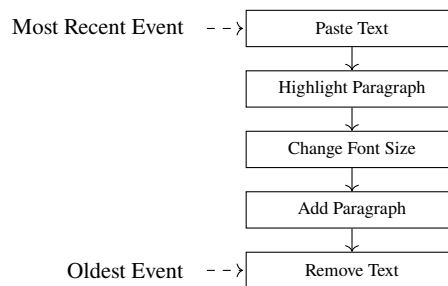 Most Recent Event
Paste Text
Highlight Paragraph
Change Font Size
Add Paragraph
Oldest Event
Remove Text